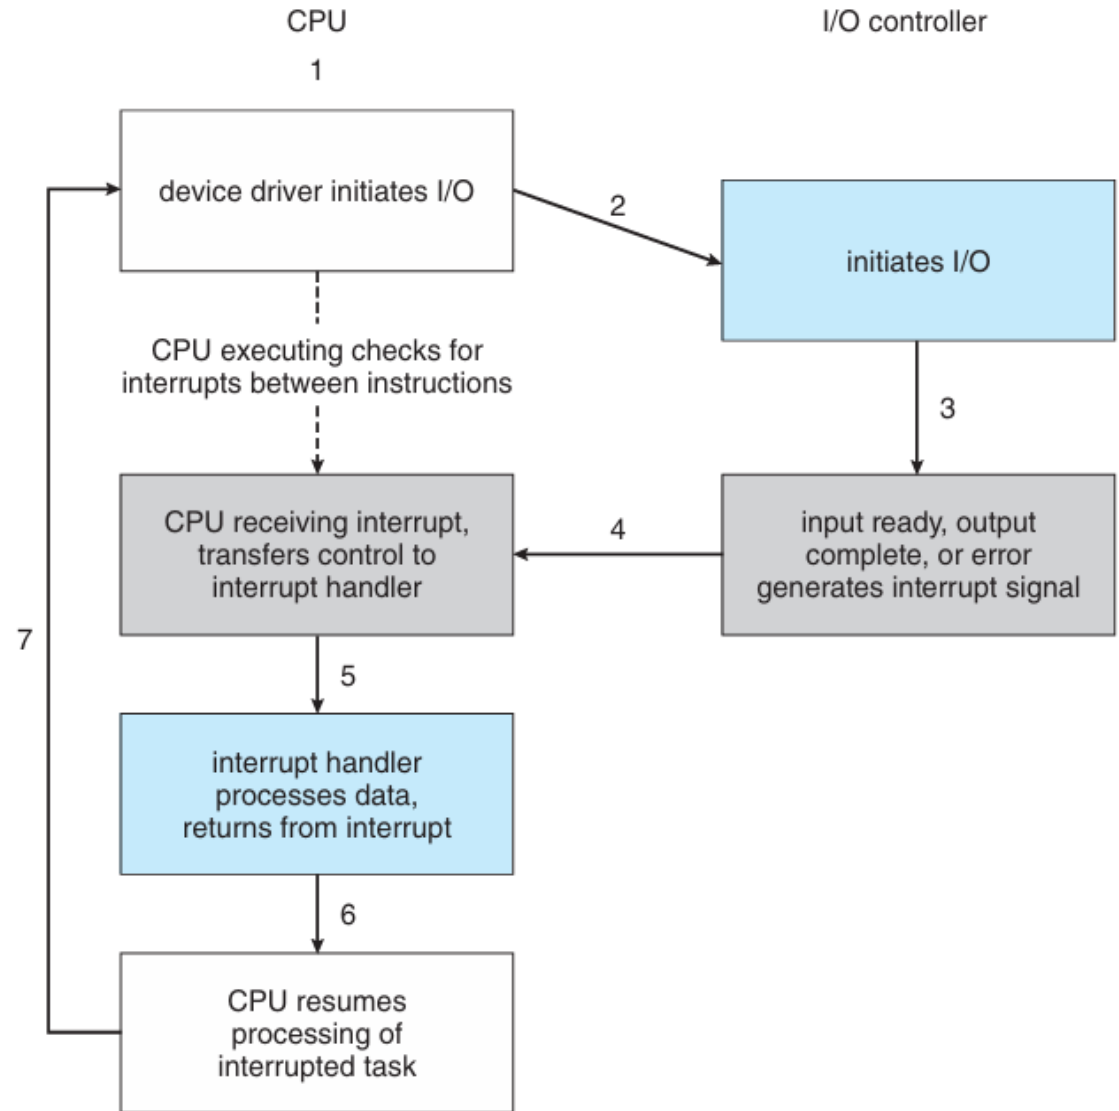 CPU
I/O controller
1
device driver initiates I/O
2
initiates I/O
CPU executing checks for
interrupts between instructions
3
CPU receiving interrupt,
transfers control to
interrupt handler
4
input ready, output
complete, or error
generates interrupt signal
7
5
interrupt handler
processes data,
returns from interrupt
6
CPU resumes
processing of
interrupted task